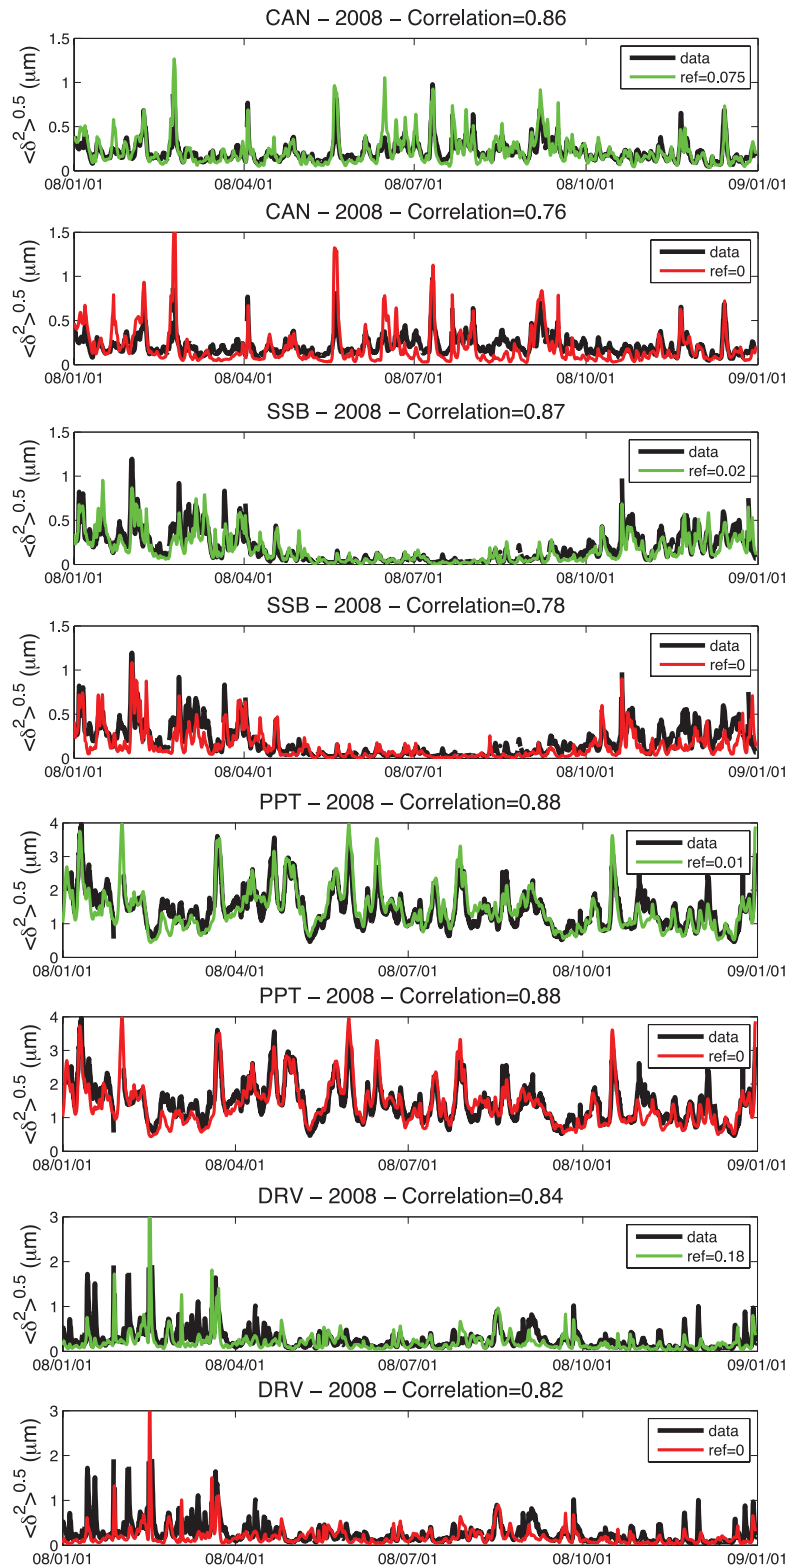 CAN − 2008 − Correlation=0.86
<δ²>^0.5 (μm)
1.5
1
0.5
0
data
ref=0.075
08/01/01 08/04/01 08/07/01 08/10/01 09/01/01
CAN − 2008 − Correlation=0.76
<δ²>^0.5 (μm)
1.5
1
0.5
0
data
ref=0
08/01/01 08/04/01 08/07/01 08/10/01 09/01/01
SSB − 2008 − Correlation=0.87
<δ²>^0.5 (μm)
1.5
1
0.5
0
data
ref=0.02
08/01/01 08/04/01 08/07/01 08/10/01 09/01/01
SSB − 2008 − Correlation=0.78
<δ²>^0.5 (μm)
1.5
1
0.5
0
data
ref=0
08/01/01 08/04/01 08/07/01 08/10/01 09/01/01
PPT − 2008 − Correlation=0.88
<δ²>^0.5 (μm)
4
3
2
1
0
data
ref=0.01
08/01/01 08/04/01 08/07/01 08/10/01 09/01/01
PPT − 2008 − Correlation=0.88
<δ²>^0.5 (μm)
4
3
2
1
0
data
ref=0
08/01/01 08/04/01 08/07/01 08/10/01 09/01/01
DRV − 2008 − Correlation=0.84
<δ²>^0.5 (μm)
3
2
1
0
data
ref=0.18
08/01/01 08/04/01 08/07/01 08/10/01 09/01/01
DRV − 2008 − Correlation=0.82
<δ²>^0.5 (μm)
3
2
1
0
data
ref=0
08/01/01 08/04/01 08/07/01 08/10/01 09/01/01